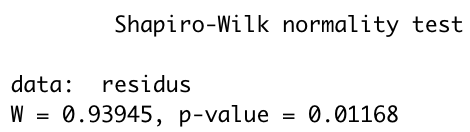 Shapiro-Wilk normality test
data:  residus
W = 0.93945, p-value = 0.01168